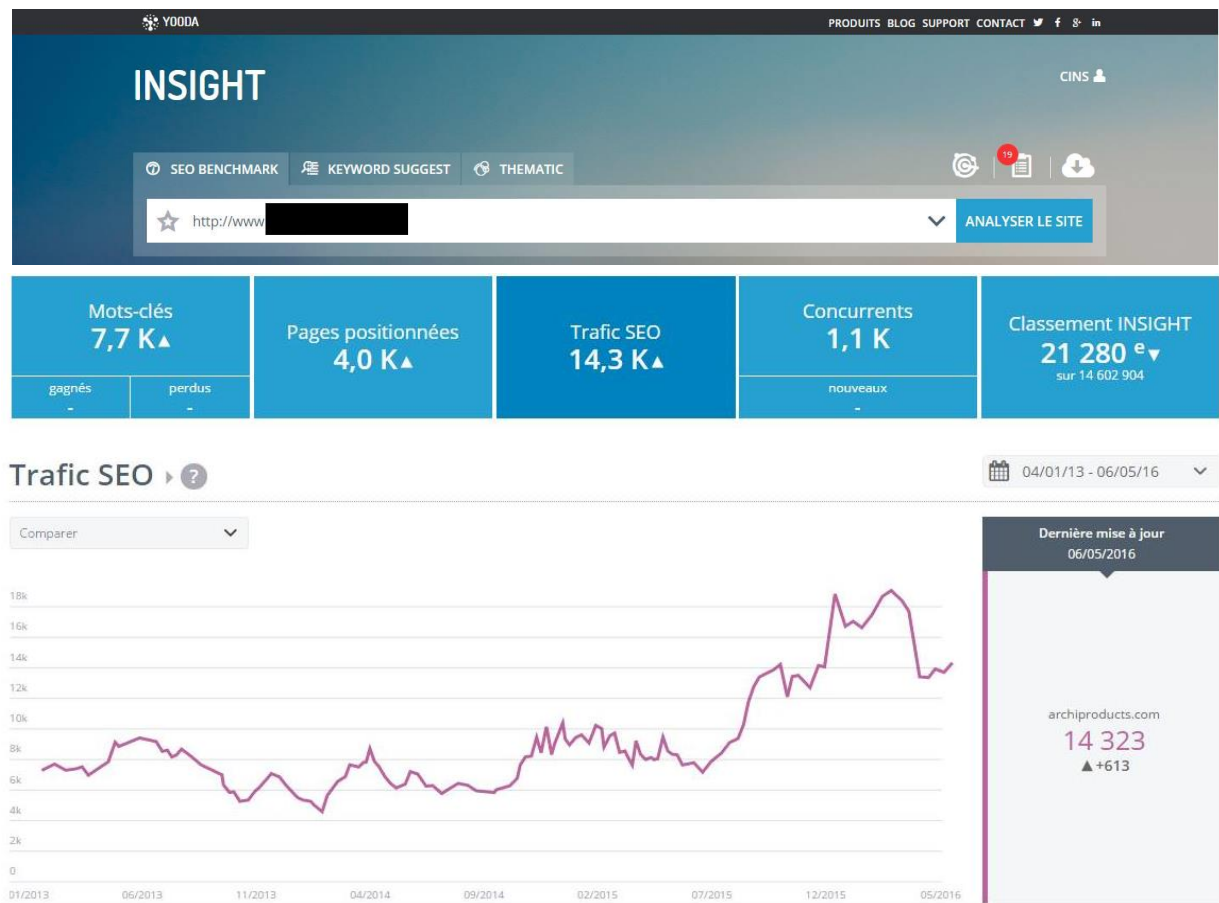 YOODA
PRODUITS BLOG SUPPORT CONTACT
INSIGHT
CINS
SEO BENCHMARK KEYWORD SUGGEST THEMATIC
19
http://www
ANALYSER LE SITE
Mots-clés
7,7 K▲
gagnés perdus
- -
Pages positionnées
4,0 K▲
Trafic SEO
14,3 K▲
Concurrents
1,1 K
nouveaux
-
Classement INSIGHT
21 280 e▼
sur 14 602 904
Trafic SEO ?
04/01/13 - 06/05/16
Comparer
Dernière mise à jour
06/05/2016
18k
16k
14k
12k
10k
8k
6k
4k
2k
0
01/2013 06/2013 11/2013 04/2014 09/2014 02/2015 07/2015 12/2015 05/2016
archiproducts.com
14 323
▲+613